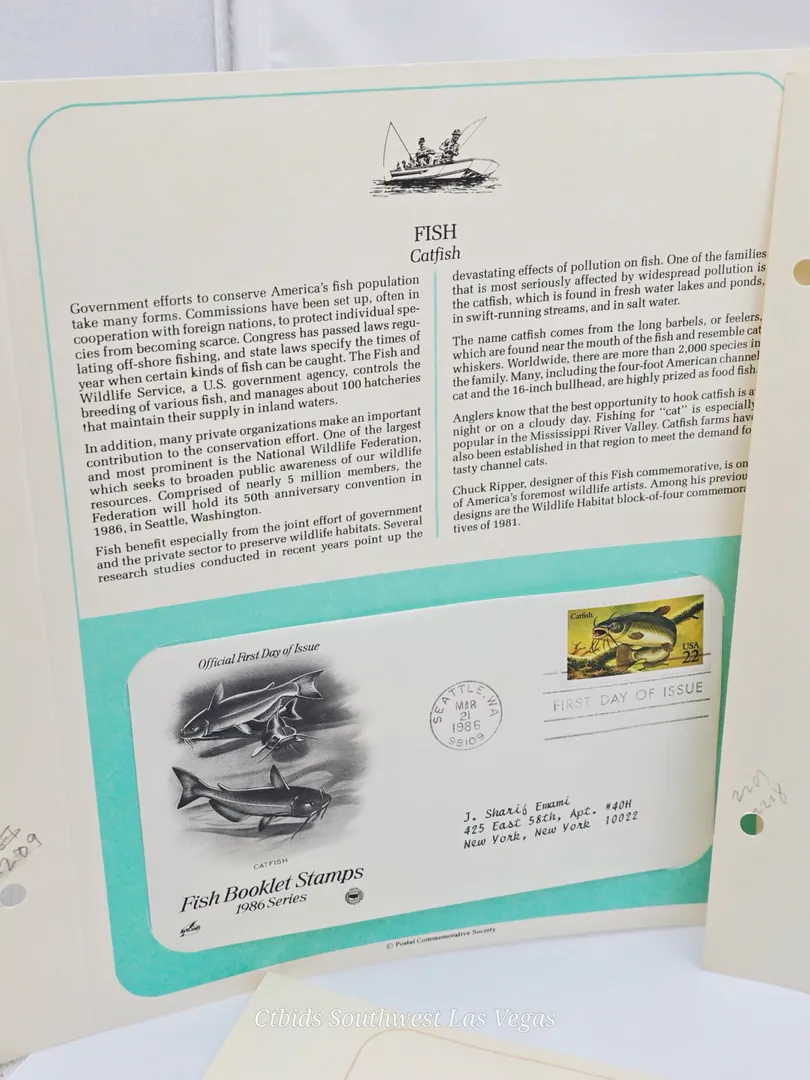 FISH
Catfish
Government efforts to conserve America's fish population
take many forms. Commissions have been set up, often in
cooperation with foreign nations, to protect individual spe-
cies from becoming scarce. Congress has passed laws regu-
lating off-shore fishing, and state laws specify the times of
year when certain kinds of fish can be caught. The Fish and
Wildlife Service, a U.S. government agency, controls the
breeding of various fish, and manages about 100 hatcheries
that maintain their supply in inland waters.
In addition, many private organizations make an important
contribution to the conservation effort. One of the largest
and most prominent is the National Wildlife Federation,
which seeks to broaden public awareness of our wildlife
resources. Comprised of nearly 5 million members, the
Federation will hold its 50th anniversary convention in
1986, in Seattle, Washington.
Fish benefit especially from the joint effort of government
and the private sector to preserve wildlife habitats. Several
research studies conducted in recent years point up the
devastating effects of pollution on fish. One of the families
that is most seriously affected by widespread pollution is
the catfish, which is found in fresh water lakes and ponds,
in swift-running streams, and in salt water.
The name catfish comes from the long barbels, or feelers,
which are found near the mouth of the fish and resemble cat
whiskers. Worldwide, there are more than 2,000 species in
the family. Many, including the four-foot American channel
cat and the 16-inch bullhead, are highly prized as food fish.
Anglers know that the best opportunity to hook catfish is a
night or on a cloudy day. Fishing for "cat" is especially
popular in the Mississippi River Valley. Catfish farms have
also been established in that region to meet the demand fo
tasty channel cats.
Chuck Ripper, designer of this Fish commemorative, is on
of America's foremost wildlife artists. Among his previou
designs are the Wildlife Habitat block-of-four commemora
tives of 1981.
Official First Day of Issue
Catfish
USA
22
SEATTLE, WA
MAR
21
1986
98109
FIRST DAY OF ISSUE
J. Sharif Emami
425 East 58th, Apt. #40H
New York, New York 10022
CATFISH
Fish Booklet Stamps
1986 Series
© Postal Commemorative Society
2209
2207
2208
Ctbids Southwest Las Vegas